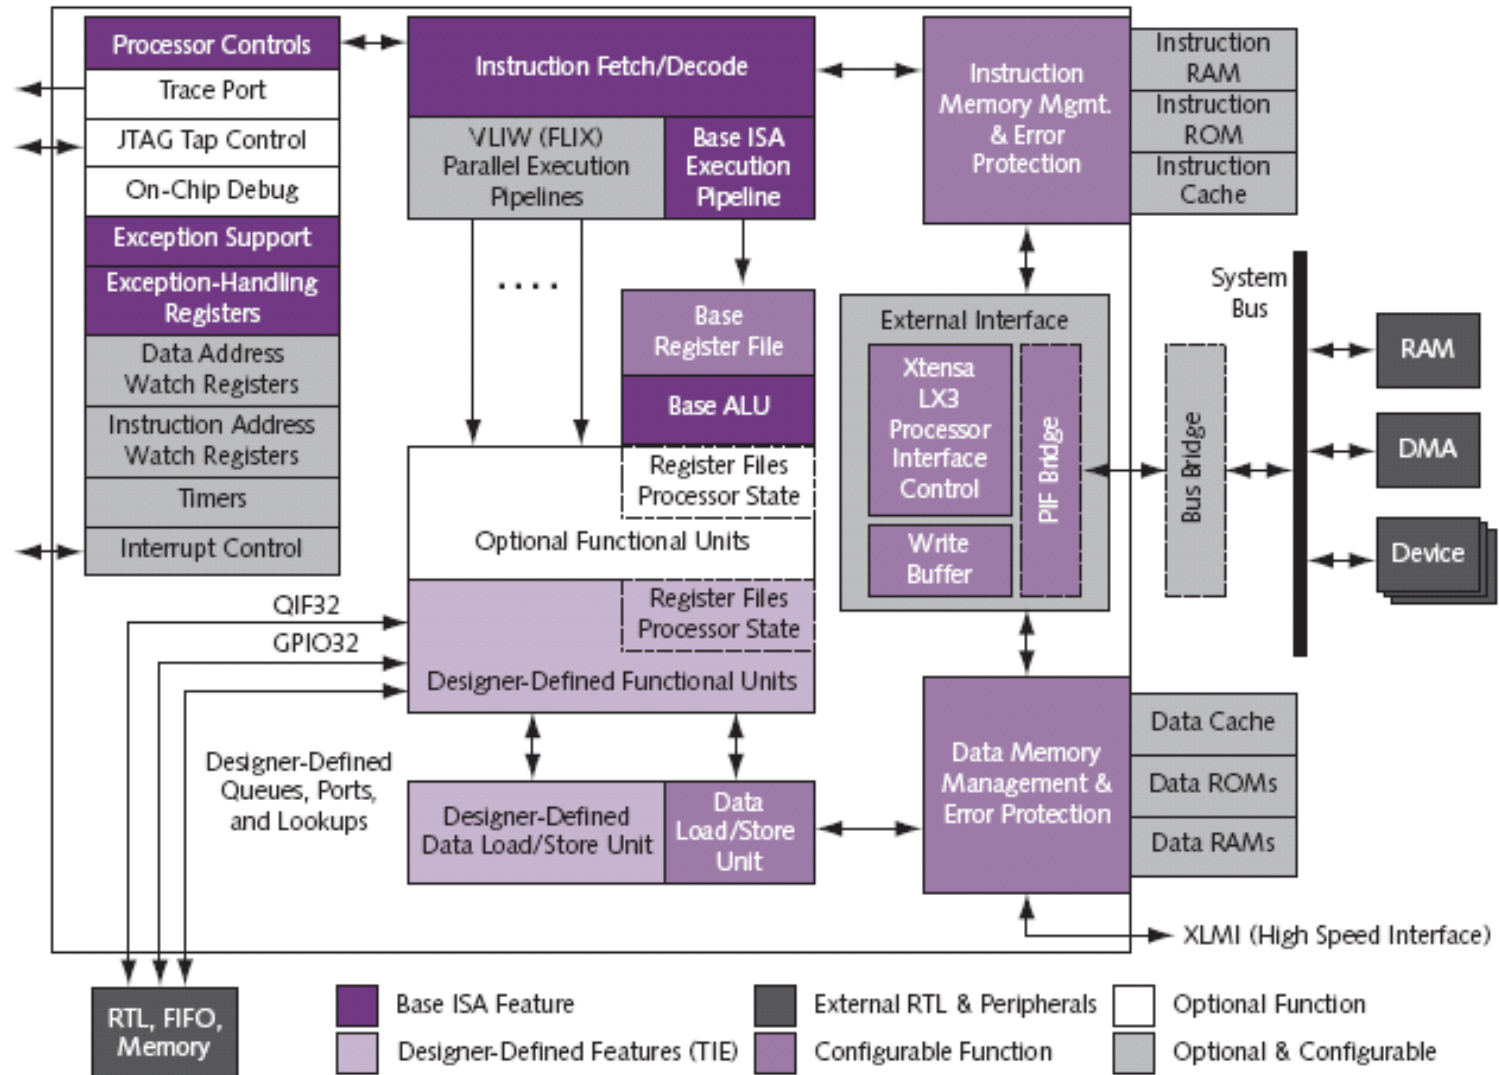 Processor Controls
Trace Port
JTAG Tap Control
On-Chip Debug
Exception Support
Exception-Handling
Registers
Data Address
Watch Registers
Instruction Address
Watch Registers
Timers
Interrupt Control
Instruction Fetch/Decode
VLIW (FLIX)
Parallel Execution
Pipelines
Base ISA
Execution
Pipeline
. . . .
Base
Register File
Base ALU
Register Files
Processor State
Optional Functional Units
Register Files
Processor State
Designer-Defined Functional Units
QIF32
GPIO32
Designer-Defined
Queues, Ports,
and Lookups
Designer-Defined
Data Load/Store Unit
Data
Load/Store
Unit
Instruction
Memory Mgmt.
& Error
Protection
Instruction
RAM
Instruction
ROM
Instruction
Cache
External Interface
Xtensa
LX3
Processor
Interface
Control
Write
Buffer
PIF Bridge
Bus Bridge
System
Bus
RAM
DMA
Device
Data Memory
Management &
Error Protection
Data Cache
Data ROMs
Data RAMs
XLMI (High Speed Interface)
RTL, FIFO,
Memory
Base ISA Feature
Designer-Defined Features (TIE)
External RTL & Peripherals
Configurable Function
Optional Function
Optional & Configurable